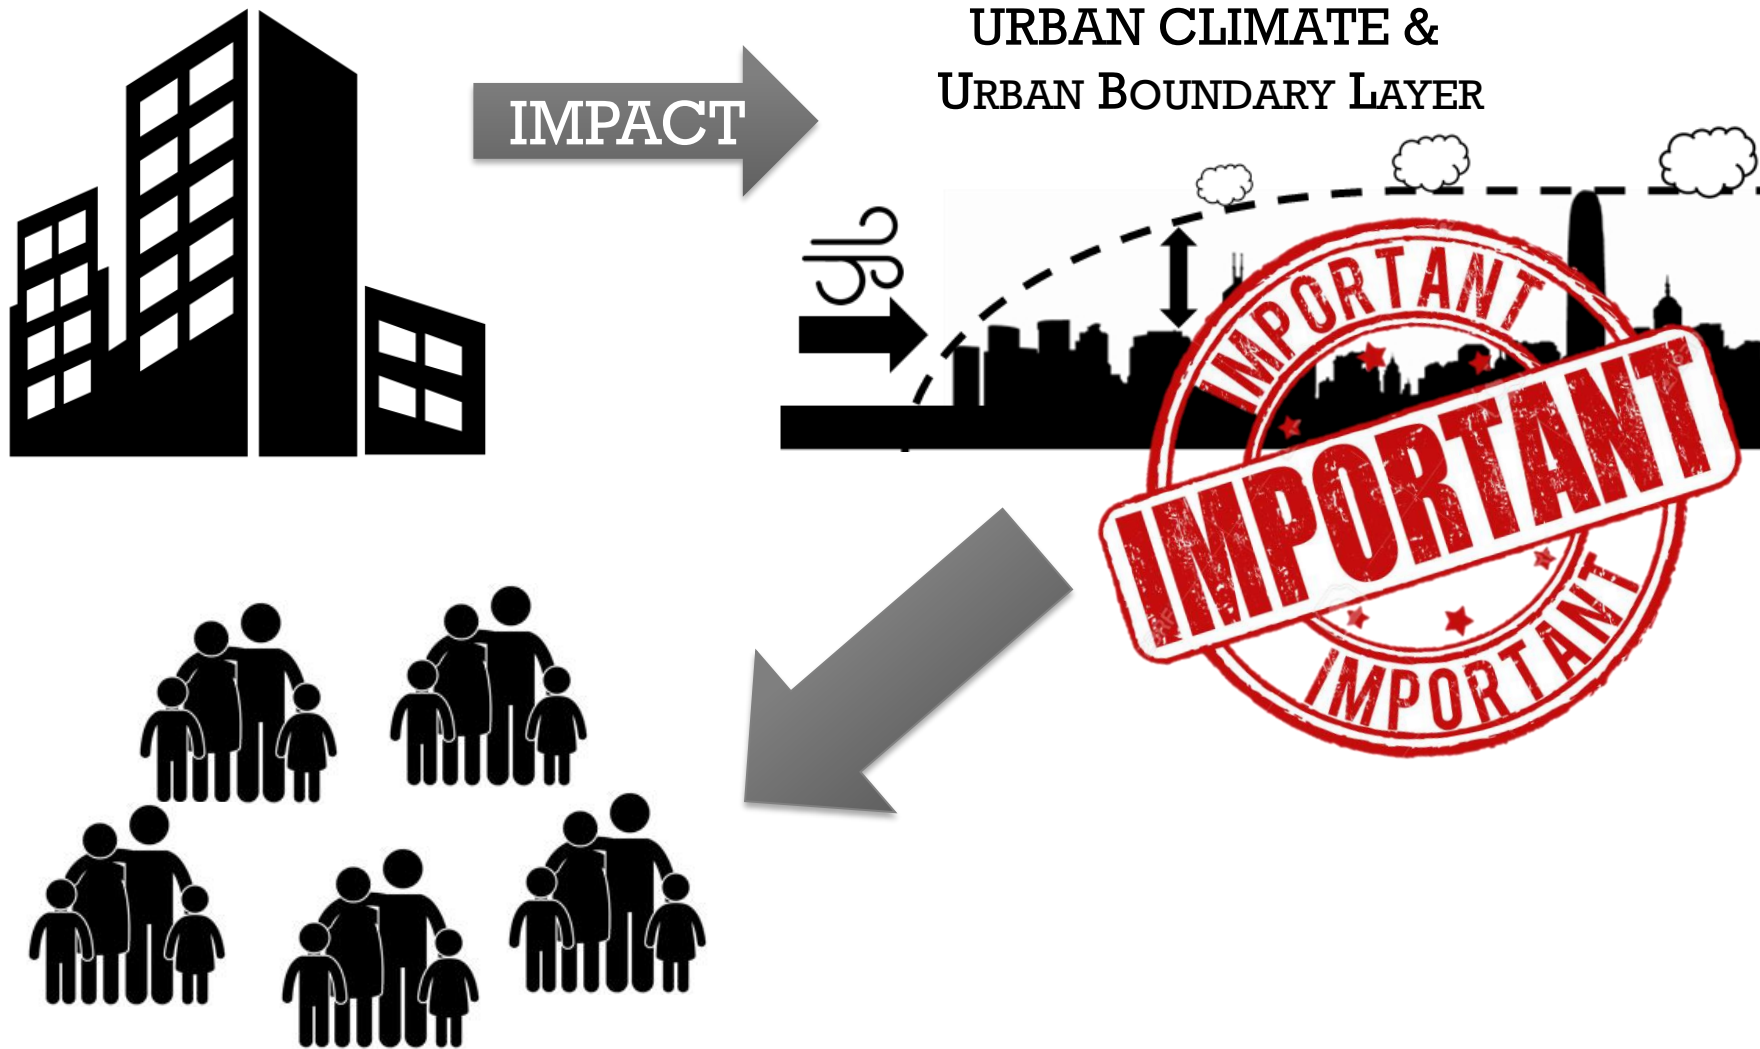 URBAN CLIMATE &
URBAN BOUNDARY LAYER
IMPACT
IMPORTANT
IMPORTANT
IMPORTANT